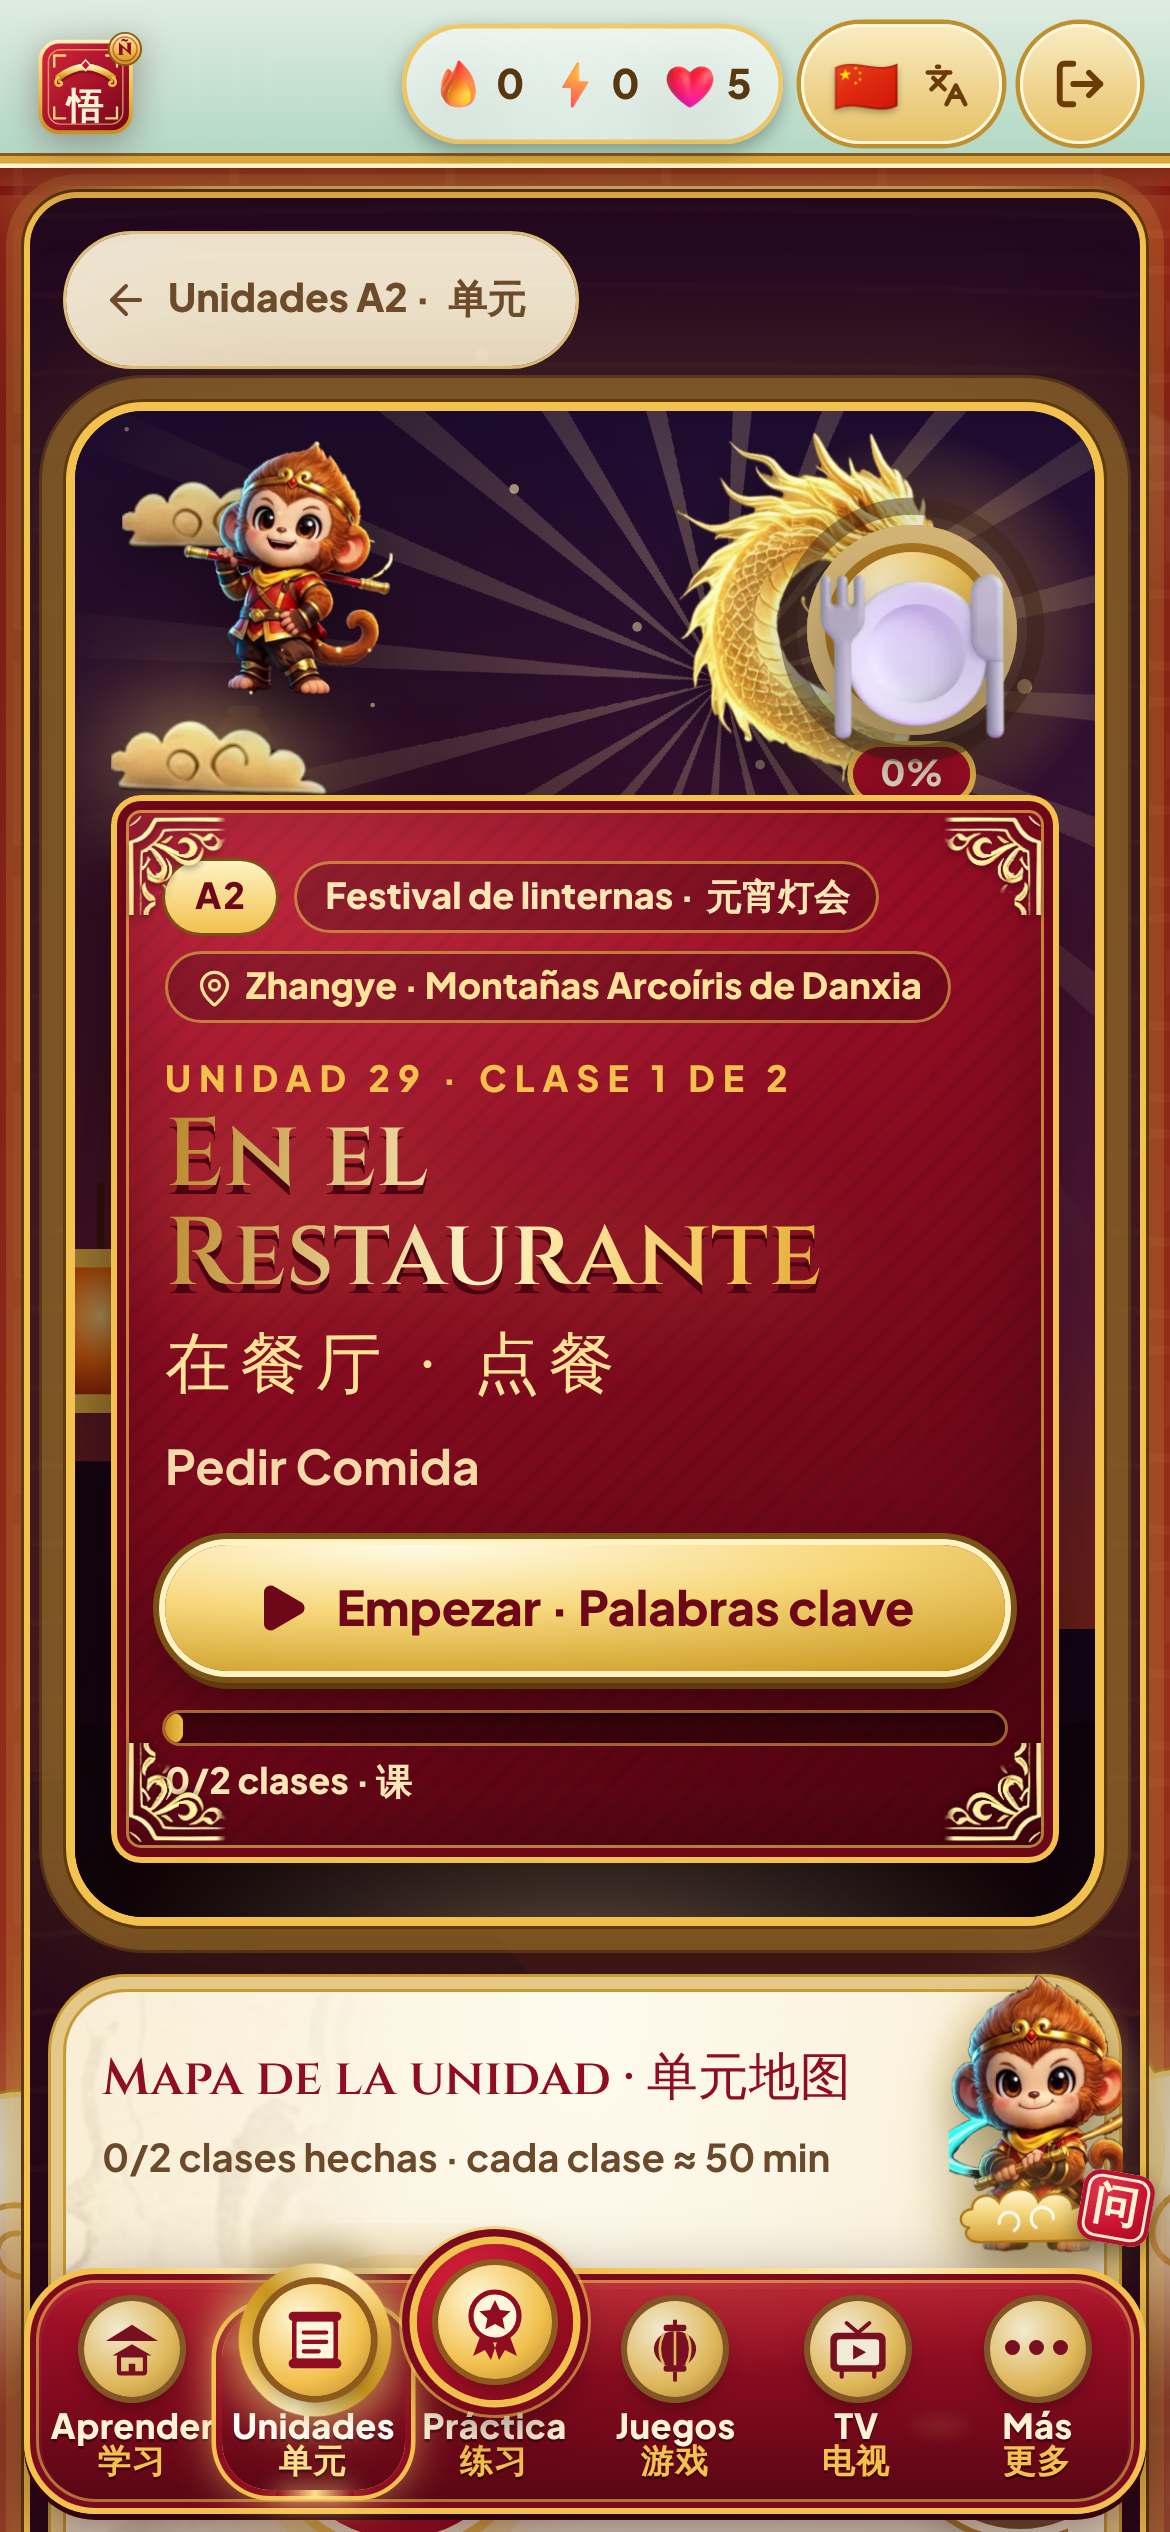 悟 Ñ
0 0 5
Unidades A2 · 单元
0%
A2
Festival de linternas · 元宵灯会
Zhangye · Montañas Arcoíris de Danxia
UNIDAD 29 · CLASE 1 DE 2
En el
Restaurante
在餐厅 · 点餐
Pedir Comida
Empezar · Palabras clave
0/2 clases · 课
Mapa de la unidad · 单元地图
0/2 clases hechas · cada clase ≈ 50 min
问
Aprender Unidades Práctica Juegos TV Más
学习 单元 练习 游戏 电视 更多